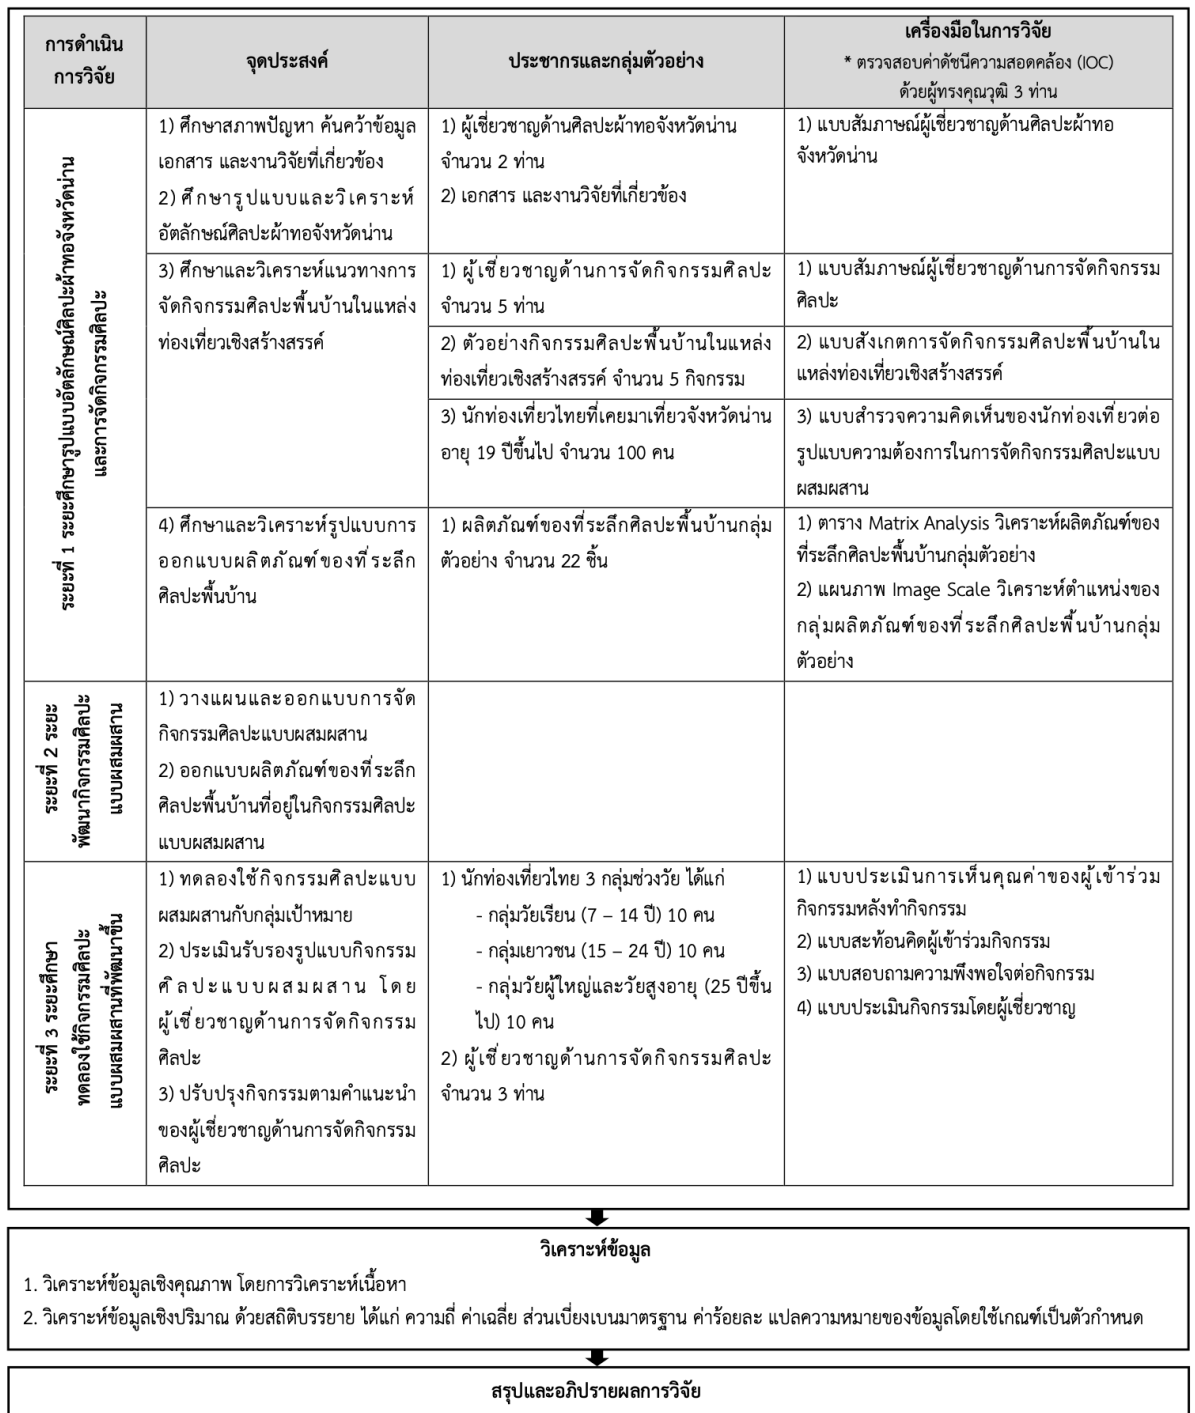 การดำเนิน
การวิจัย
จุดประสงค์
ประชากรและกลุ่มตัวอย่าง
เครื่องมือในการวิจัย
* ตรวจสอบค่าดัชนีความสอดคล้อง (IOC)
ด้วยผู้ทรงคุณวุฒิ 3 ท่าน
ระยะที่ 1 ระยะศึกษารูปแบบอัตลักษณ์ศิลปะผ้าทอจังหวัดน่าน
และการจัดกิจกรรมศิลปะ
1) ศึกษาสภาพปัญหา ค้นคว้าข้อมูล
เอกสาร และงานวิจัยที่เกี่ยวข้อง
2) ศึกษารูปแบบและวิเคราะห์
อัตลักษณ์ศิลปะผ้าทอจังหวัดน่าน
1) ผู้เชี่ยวชาญด้านศิลปะผ้าทอจังหวัดน่าน
จำนวน 2 ท่าน
2) เอกสาร และงานวิจัยที่เกี่ยวข้อง
1) แบบสัมภาษณ์ผู้เชี่ยวชาญด้านศิลปะผ้าทอ
จังหวัดน่าน
3) ศึกษาและวิเคราะห์แนวทางการ
จัดกิจกรรมศิลปะพื้นบ้านในแหล่ง
ท่องเที่ยวเชิงสร้างสรรค์
1) ผู้เชี่ยวชาญด้านการจัดกิจกรรมศิลปะ
จำนวน 5 ท่าน
1) แบบสัมภาษณ์ผู้เชี่ยวชาญด้านการจัดกิจกรรม
ศิลปะ
2) ตัวอย่างกิจกรรมศิลปะพื้นบ้านในแหล่ง
ท่องเที่ยวเชิงสร้างสรรค์ จำนวน 5 กิจกรรม
2) แบบสังเกตการจัดกิจกรรมศิลปะพื้นบ้านใน
แหล่งท่องเที่ยวเชิงสร้างสรรค์
3) นักท่องเที่ยวไทยที่เคยมาเที่ยวจังหวัดน่าน
อายุ 19 ปีขึ้นไป จำนวน 100 คน
3) แบบสำรวจความคิดเห็นของนักท่องเที่ยวต่อ
รูปแบบความต้องการในการจัดกิจกรรมศิลปะแบบ
ผสมผสาน
4) ศึกษาและวิเคราะห์รูปแบบการ
ออกแบบผลิตภัณฑ์ของที่ระลึก
ศิลปะพื้นบ้าน
1) ผลิตภัณฑ์ของที่ระลึกศิลปะพื้นบ้านกลุ่ม
ตัวอย่าง จำนวน 22 ชิ้น
1) ตาราง Matrix Analysis วิเคราะห์ผลิตภัณฑ์ของ
ที่ระลึกศิลปะพื้นบ้านกลุ่มตัวอย่าง
2) แผนภาพ Image Scale วิเคราะห์ตำแหน่งของ
กลุ่มผลิตภัณฑ์ของที่ระลึกศิลปะพื้นบ้านกลุ่ม
ตัวอย่าง
ระยะที่ 2 ระยะ
พัฒนากิจกรรมศิลปะ
แบบผสมผสาน
1) วางแผนและออกแบบการจัด
กิจกรรมศิลปะแบบผสมผสาน
2) ออกแบบผลิตภัณฑ์ของที่ระลึก
ศิลปะพื้นบ้านที่อยู่ในกิจกรรมศิลปะ
แบบผสมผสาน
ระยะที่ 3 ระยะศึกษา
ทดลองใช้กิจกรรมศิลปะ
แบบผสมผสานที่พัฒนาขึ้น
1) ทดลองใช้กิจกรรมศิลปะแบบ
ผสมผสานกับกลุ่มเป้าหมาย
2) ประเมินรับรองรูปแบบกิจกรรม
ศิลปะแบบผสมผสาน โดย
ผู้เชี่ยวชาญด้านการจัดกิจกรรม
ศิลปะ
3) ปรับปรุงกิจกรรมตามคำแนะนำ
ของผู้เชี่ยวชาญด้านการจัดกิจกรรม
ศิลปะ
1) นักท่องเที่ยวไทย 3 กลุ่มช่วงวัย ได้แก่
- กลุ่มวัยเรียน (7 – 14 ปี) 10 คน
- กลุ่มเยาวชน (15 – 24 ปี) 10 คน
- กลุ่มวัยผู้ใหญ่และวัยสูงอายุ (25 ปีขึ้น
ไป) 10 คน
2) ผู้เชี่ยวชาญด้านการจัดกิจกรรมศิลปะ
จำนวน 3 ท่าน
1) แบบประเมินการเห็นคุณค่าของผู้เข้าร่วม
กิจกรรมหลังทำกิจกรรม
2) แบบสะท้อนคิดผู้เข้าร่วมกิจกรรม
3) แบบสอบถามความพึงพอใจต่อกิจกรรม
4) แบบประเมินกิจกรรมโดยผู้เชี่ยวชาญ
วิเคราะห์ข้อมูล
1. วิเคราะห์ข้อมูลเชิงคุณภาพ โดยการวิเคราะห์เนื้อหา
2. วิเคราะห์ข้อมูลเชิงปริมาณ ด้วยสถิติบรรยาย ได้แก่ ความถี่ ค่าเฉลี่ย ส่วนเบี่ยงเบนมาตรฐาน ค่าร้อยละ แปลความหมายของข้อมูลโดยใช้เกณฑ์เป็นตัวกำหนด
สรุปและอภิปรายผลการวิจัย